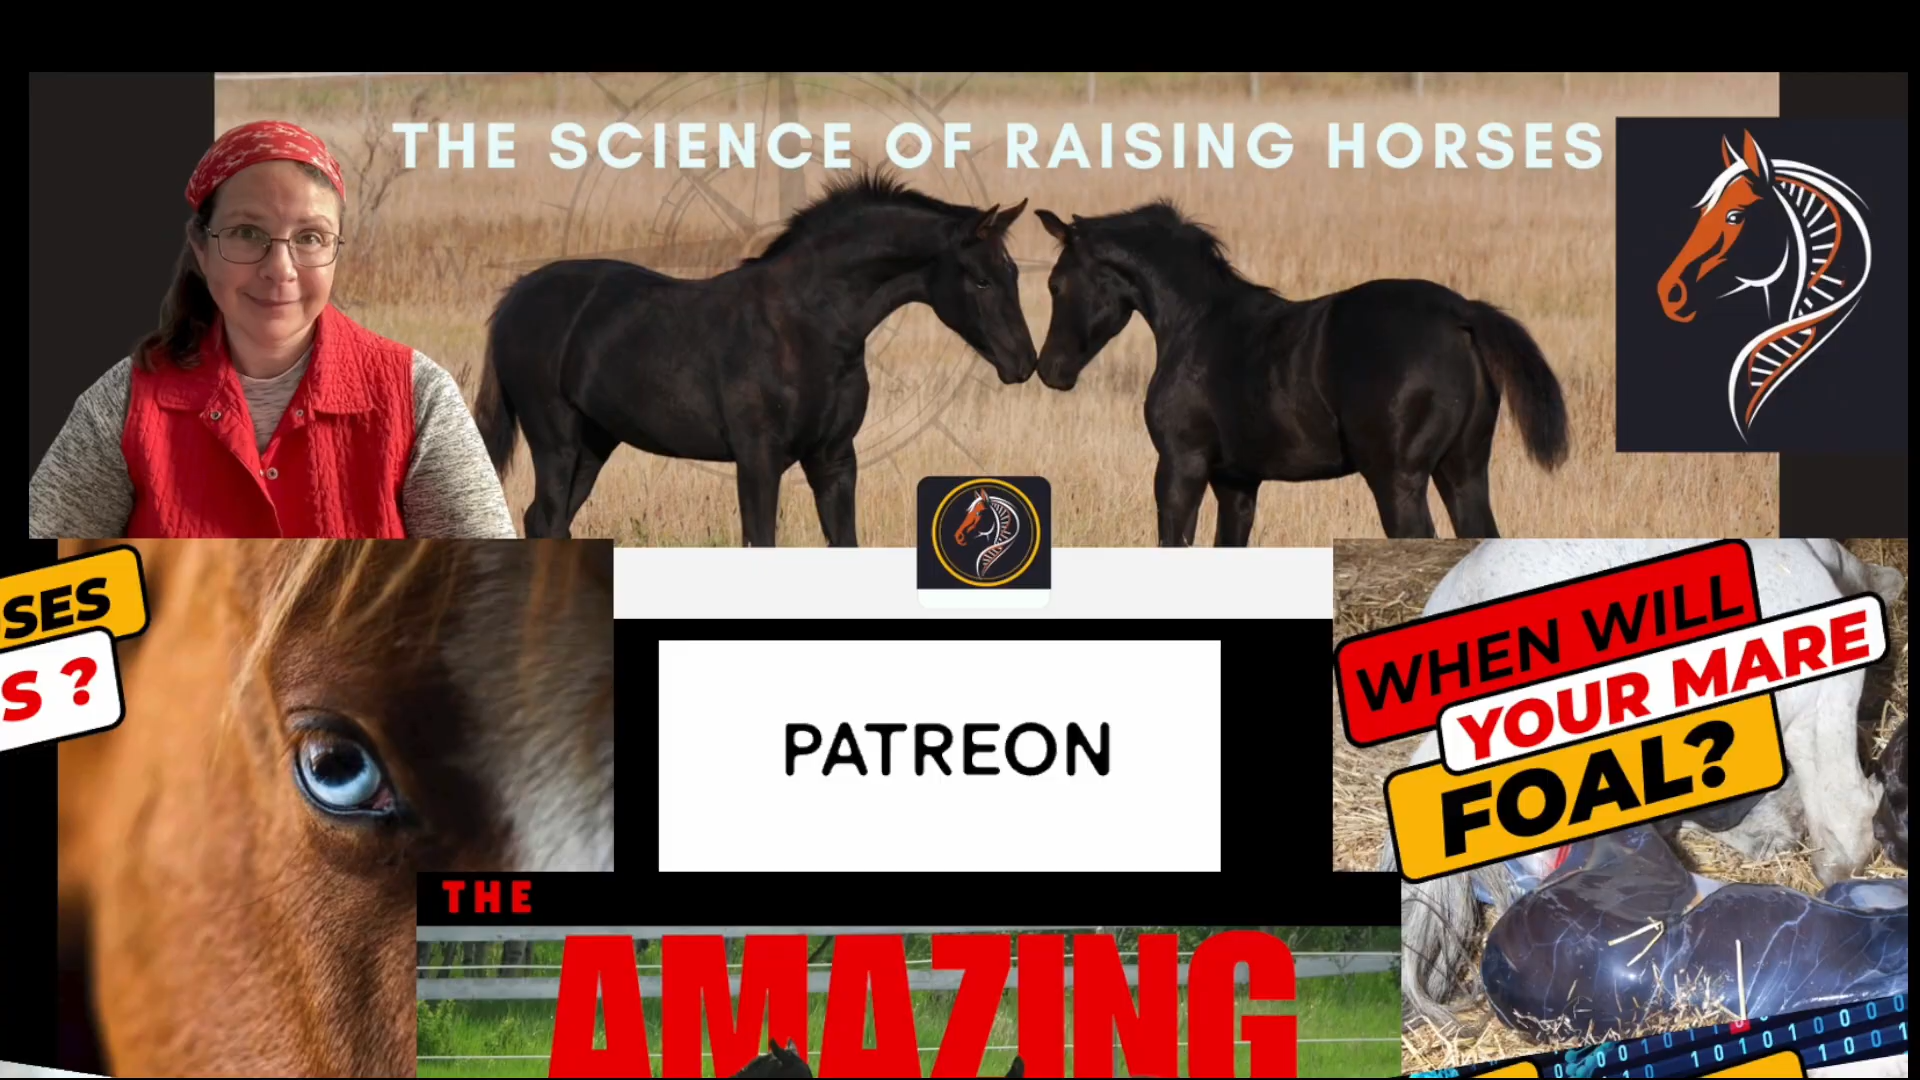 THE SCIENCE OF RAISING HORSES
SES
S ?
PATREON
WHEN WILL
YOUR MARE
FOAL?
THE
AMAZING